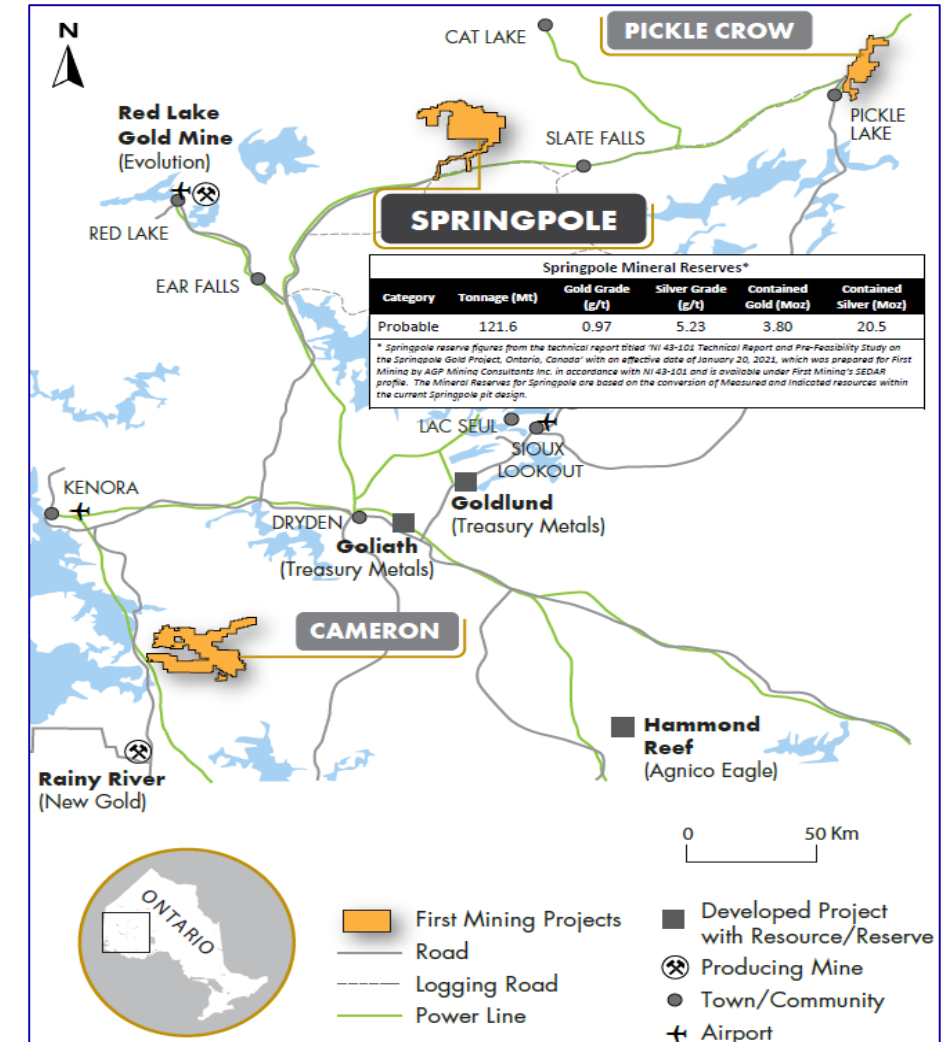 N
CAT LAKE
PICKLE CROW
Red Lake
Gold Mine
(Evolution)
PICKLE
LAKE
SLATE FALLS
RED LAKE
SPRINGPOLE
EAR FALLS
Springpole Mineral Reserves*
Category Tonnage (Mt) Gold Grade (g/t) Silver Grade (g/t) Contained Gold (Moz) Contained Silver (Moz)
Probable 121.6 0.97 5.23 3.80 20.5
* Springpole reserve figures from the technical report titled 'NI 43-101 Technical Report and Pre-Feasibility Study on
the Springpole Gold Project, Ontario, Canada' with an effective date of January 20, 2021, which was prepared for First
Mining by AGP Mining Consultants Inc. in accordance with NI 43-101 and is available under First Mining's SEDAR
profile. The Mineral Reserves for Springpole are based on the conversion of Measured and Indicated resources within
the current Springpole pit design.
LAC SEUL
SIOUX
LOOKOUT
KENORA
Goldlund
(Treasury Metals)
DRYDEN
Goliath
(Treasury Metals)
CAMERON
Hammond
Reef
(Agnico Eagle)
Rainy River
(New Gold)
0 50 Km
ONTARIO
First Mining Projects
Road
Logging Road
Power Line
Developed Project
with Resource/Reserve
Producing Mine
Town/Community
Airport